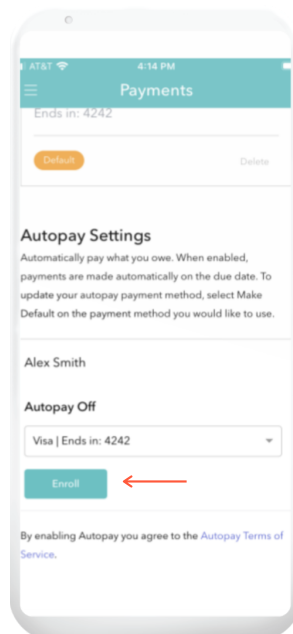 AT&T 4:14 PM
Payments
Ends in: 4242
Default Delete
Autopay Settings
Automatically pay what you owe. When enabled,
payments are made automatically on the due date. To
update your autopay payment method, select Make
Default on the payment method you would like to use.
Alex Smith
Autopay Off
Visa | Ends in: 4242
Enroll
By enabling Autopay you agree to the Autopay Terms of
Service.